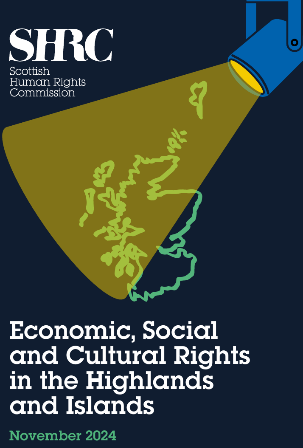 SHRC
Scottish
Human Rights
Commission
Economic, Social
and Cultural Rights
in the Highlands
and Islands
November 2024